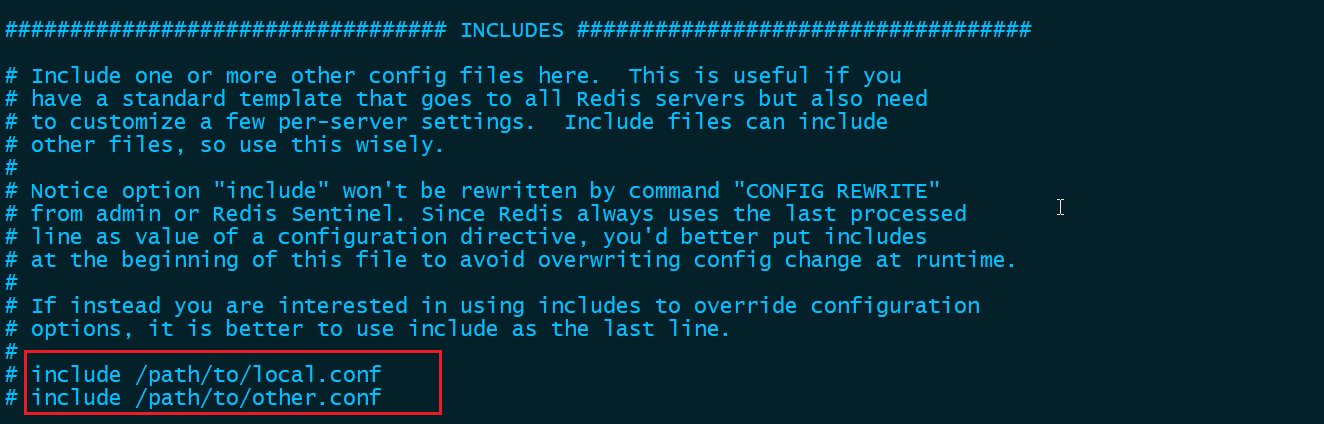 ################################## INCLUDES ###################################

# Include one or more other config files here.  This is useful if you
# have a standard template that goes to all Redis servers but also need
# to customize a few per-server settings.  Include files can include
# other files, so use this wisely.
#
# Notice option "include" won't be rewritten by command "CONFIG REWRITE"
# from admin or Redis Sentinel. Since Redis always uses the last processed
# line as value of a configuration directive, you'd better put includes
# at the beginning of this file to avoid overwriting config change at runtime.
#
# If instead you are interested in using includes to override configuration
# options, it is better to use include as the last line.
#
# include /path/to/local.conf
# include /path/to/other.conf